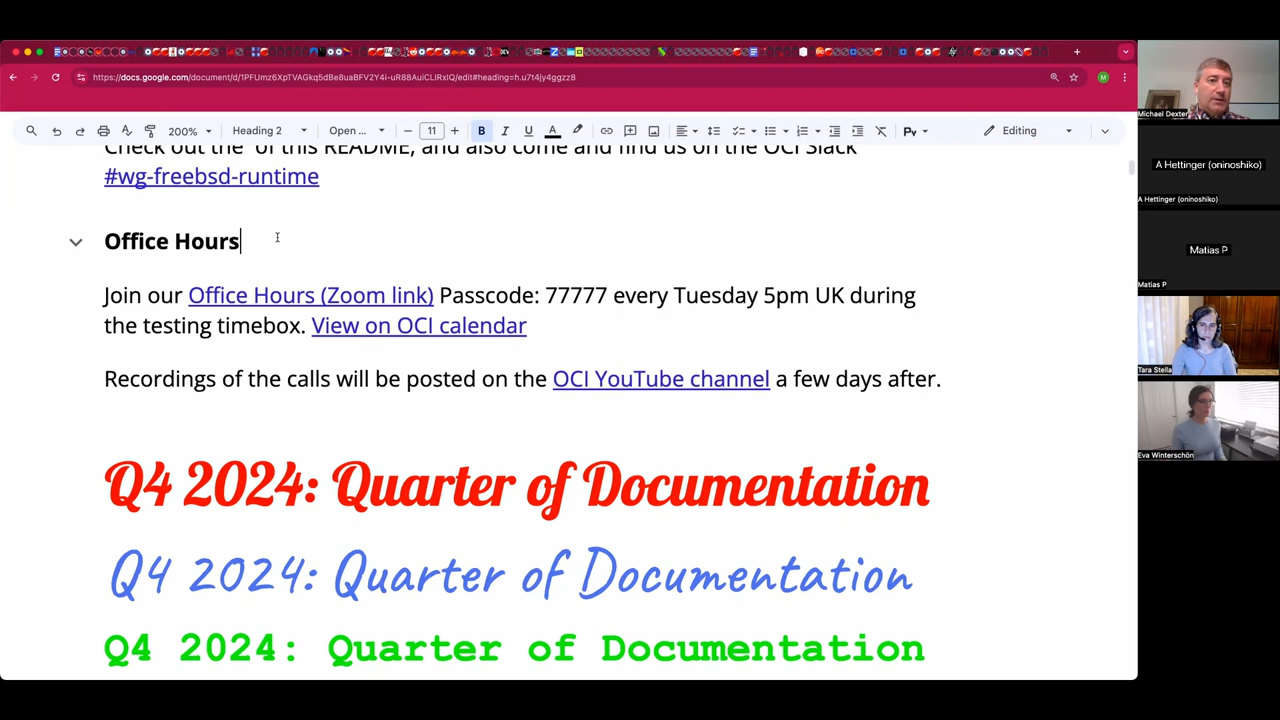 https://docs.google.com/document/d/1PFUmz6XpTVAGkq5dBe8uaBFV2Y4i-uR88AuiCLIRxIQ/edit#heading=h.u7t4jy4ggzz8
M
200%
Heading 2
Open ...
11
Editing
Check out the of this README, and also come and find us on the OCI Slack
#wg-freebsd-runtime
Office Hours
Join our Office Hours (Zoom link) Passcode: 77777 every Tuesday 5pm UK during
the testing timebox. View on OCI calendar
Recordings of the calls will be posted on the OCI YouTube channel a few days after.
Q4 2024: Quarter of Documentation
Q4 2024: Quarter of Documentation
Q4 2024: Quarter of Documentation
Michael Dexter
A Hettinger (oninoshiko)
A Hettinger (oninoshiko)
Matias P
Matias P
Tara Stella
Eva Winterschön